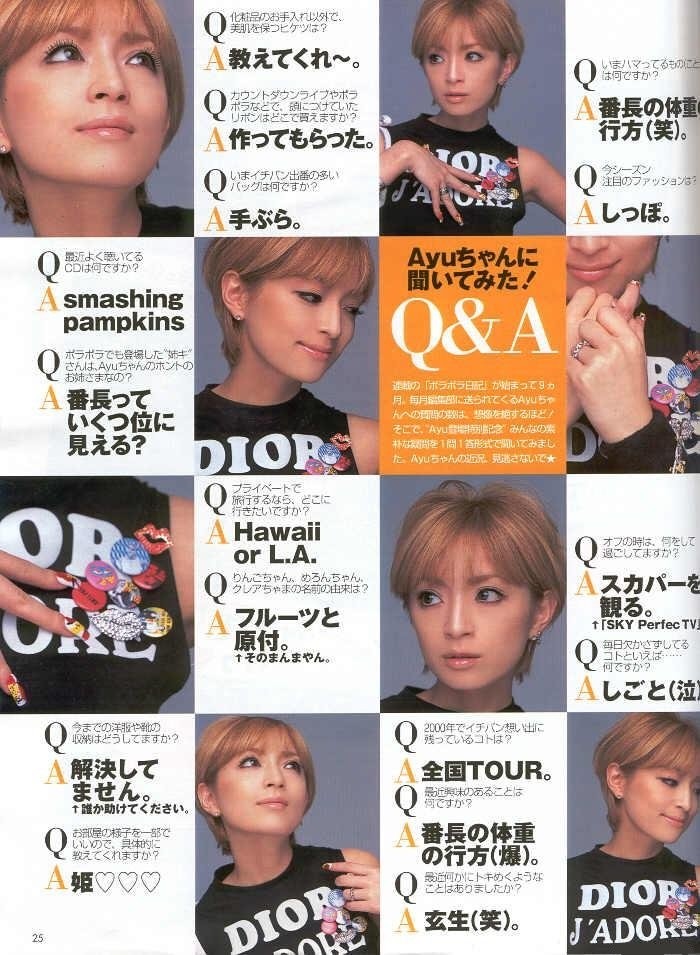 Q 化粧品のお手入れ以外で、
美肌を保つヒケツは?
A 教えてくれ〜。
Q カウントダウンライブやポラ
ポラなどで、頭につけていた
リボンはどこで買えますか?
A 作ってもらった。
Q いまイチバン出番の多い
バッグは何ですか?
A 手ぶら。
Q いまハマってるものこと
は何ですか?
A 番長の体重
行方(笑)。
Q 今シーズン
注目のファッションは?
A しっぽ。
Q 最近よく聴いてる
CDは何ですか?
A smashing
pampkins
Q ポラポラでも登場した“姉キ”
さんは、Ayuちゃんのホントの
お姉さまなの?
A 番長って
いくつ位に
見える?
DIOR
J'ADORE
Ayuちゃんに
聞いてみた!
Q&A
連載の「ポラポラ日記」が始まって9ヵ
月。毎月編集部に送られてくるAyuちゃ
んへの質問の数は、想像を絶するほど!
そこで、“Ayu登場特別記念”みんなの素
朴な疑問を1問1答形式で聞いてみまし
た。Ayuちゃんの近況、見逃さないで★
DIOR
Q プライベートで
旅行するなら、どこに
行きたいですか?
A Hawaii
or L.A.
Q りんごちゃん、めろんちゃん、
クレアちゃまの名前の由来は?
A フルーツと
原付。
↑そのまんまやん。
Q オフの時は、何をして
過ごしてますか?
A スカパーを
観る。
↑「SKY PerfecTV」
Q 毎日欠かさずしてる
コトといえば……
何ですか?
A しごと(泣)
Q 今までの洋服や靴の
収納はどうしてますか?
A 解決して
ません。
↑誰か助けてください。
Q お部屋の様子を一部で
いいので、具体的に
教えてくれますか?
A 姫♡♡♡
DIOR
J'ADORE
Q 2000年でイチバン想い出に
残っているコトは?
A 全国TOUR。
Q 最近興味のあることは
何ですか?
A 番長の体重
の行方(爆)。
Q 最近何かにトキめくような
ことはありましたか?
A 玄生(笑)。
DIOR
J'ADORE
25